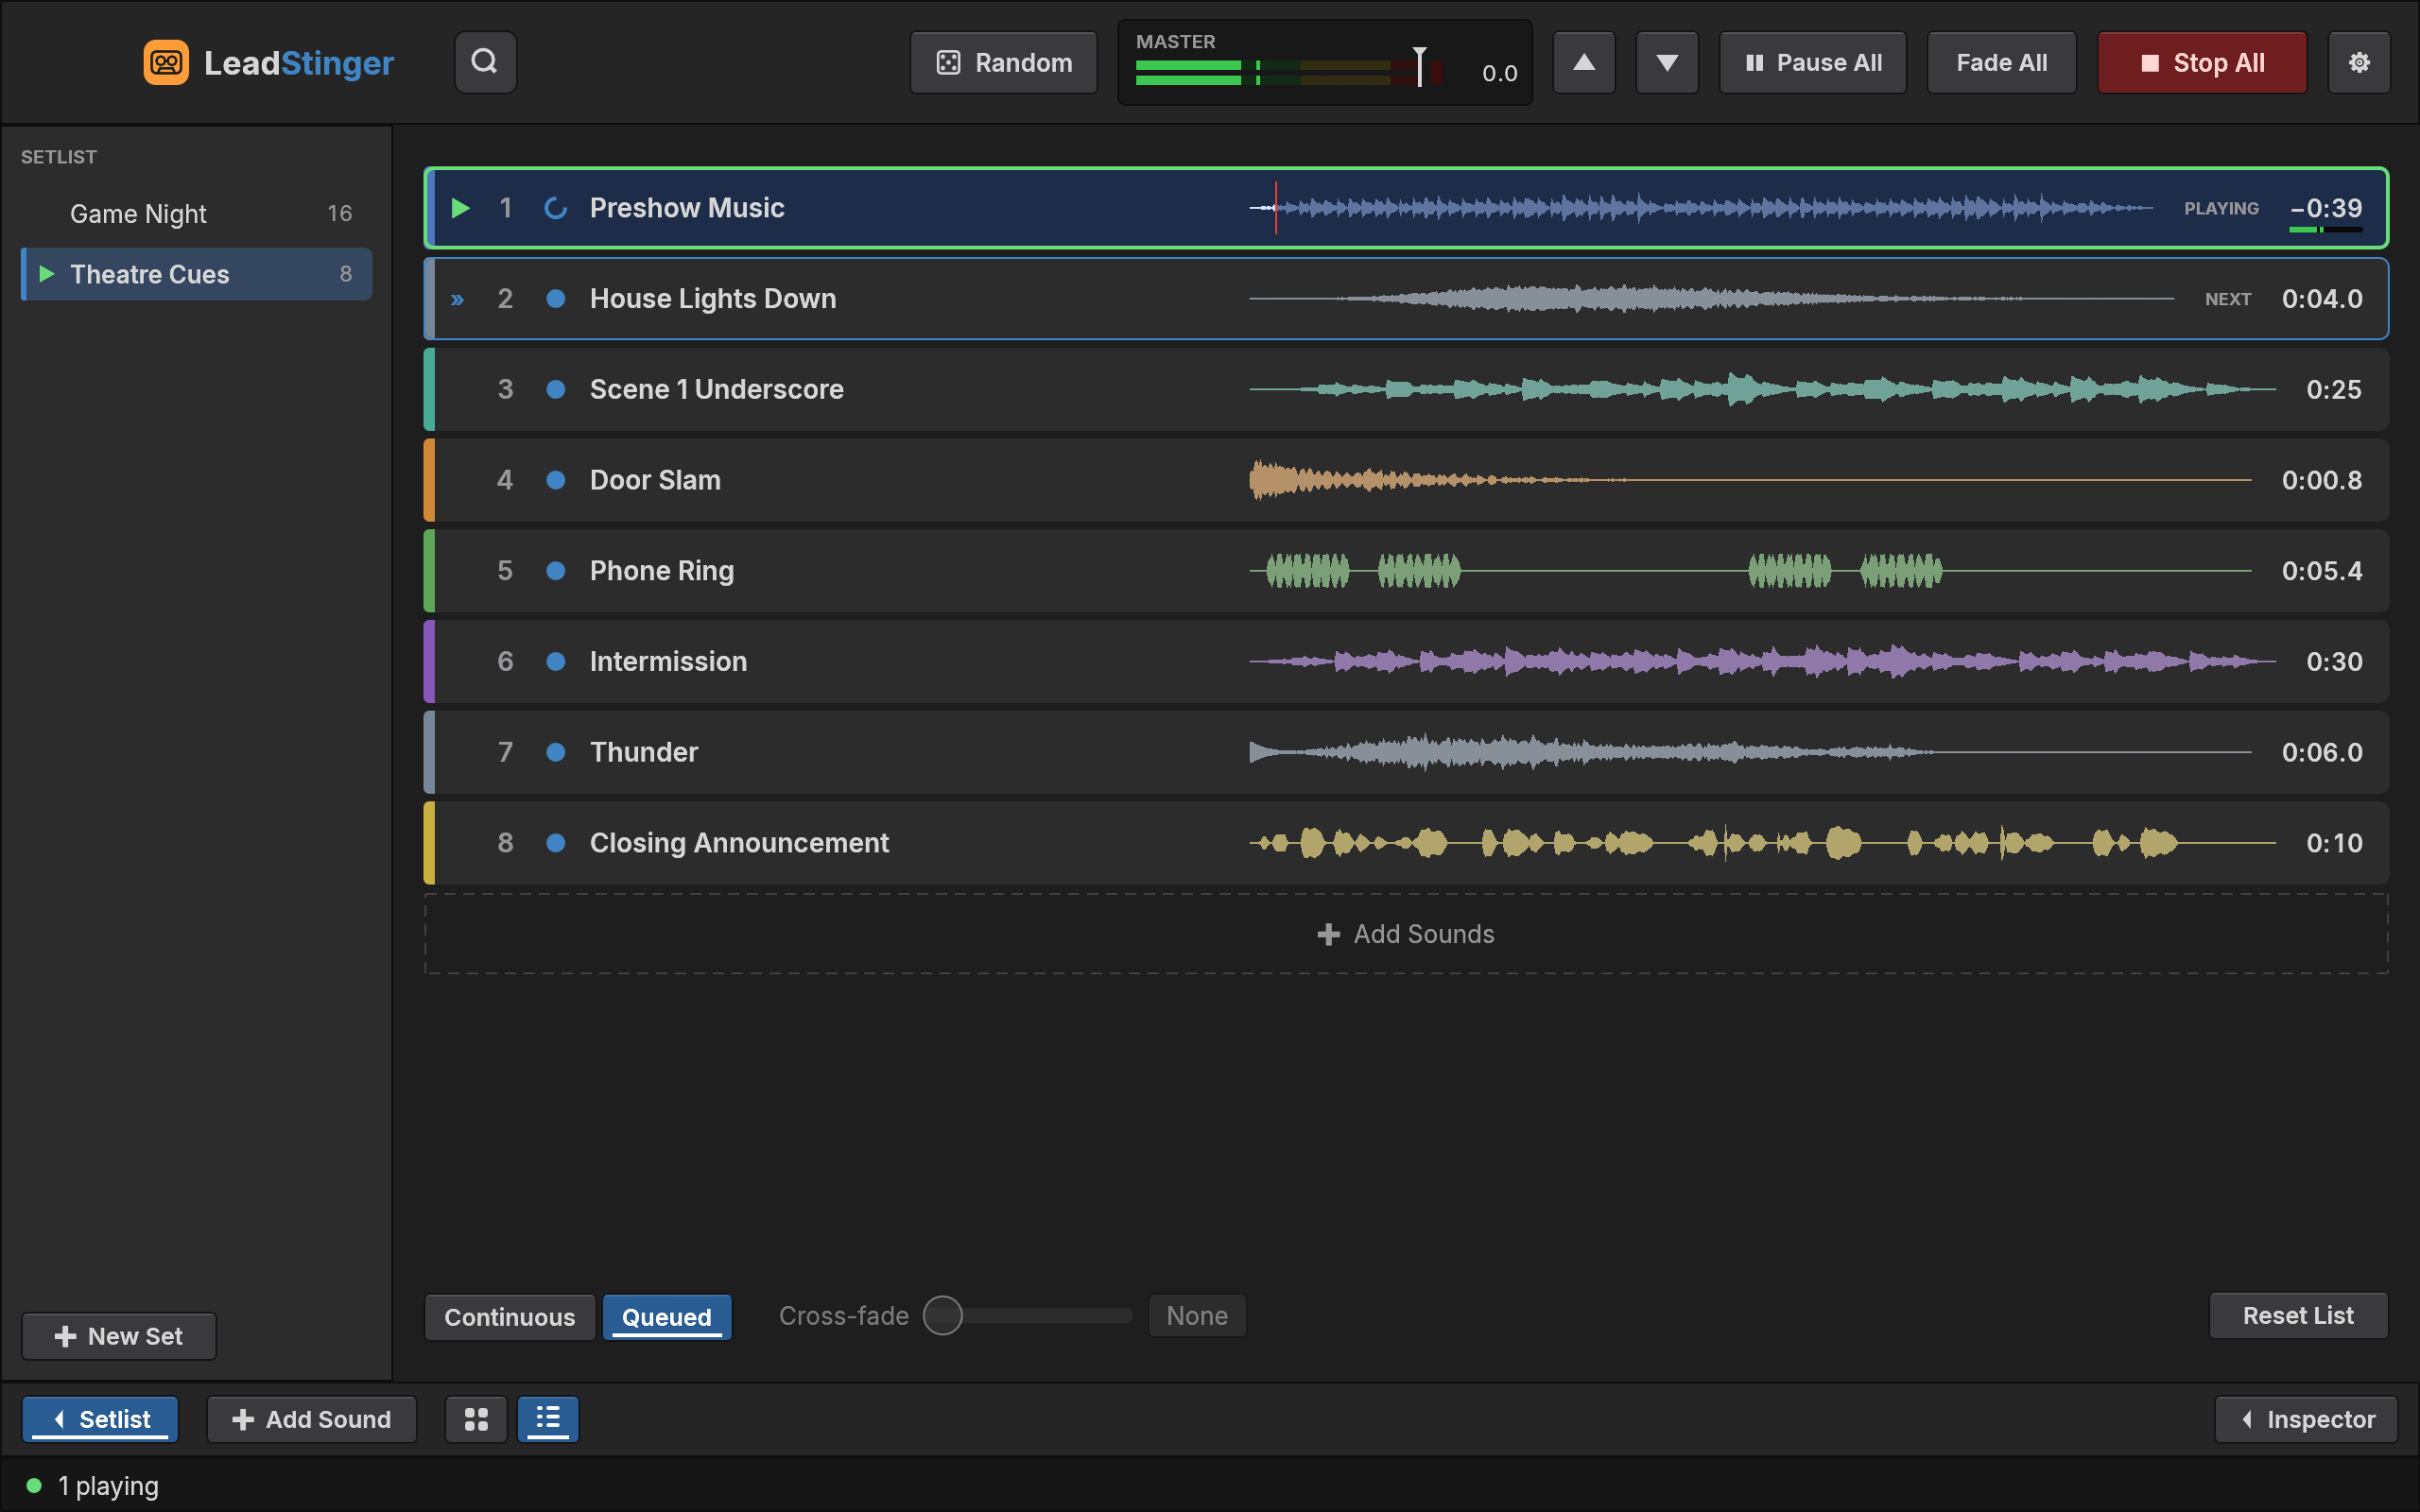 LeadStinger
Random
MASTER
0.0
Pause All
Fade All
Stop All
SETLIST
Game Night 16
Theatre Cues 8
1 Preshow Music PLAYING −0:39
2 House Lights Down NEXT 0:04.0
3 Scene 1 Underscore 0:25
4 Door Slam 0:00.8
5 Phone Ring 0:05.4
6 Intermission 0:30
7 Thunder 0:06.0
8 Closing Announcement 0:10
Add Sounds
New Set
Continuous Queued Cross-fade None Reset List
Setlist Add Sound Inspector
1 playing